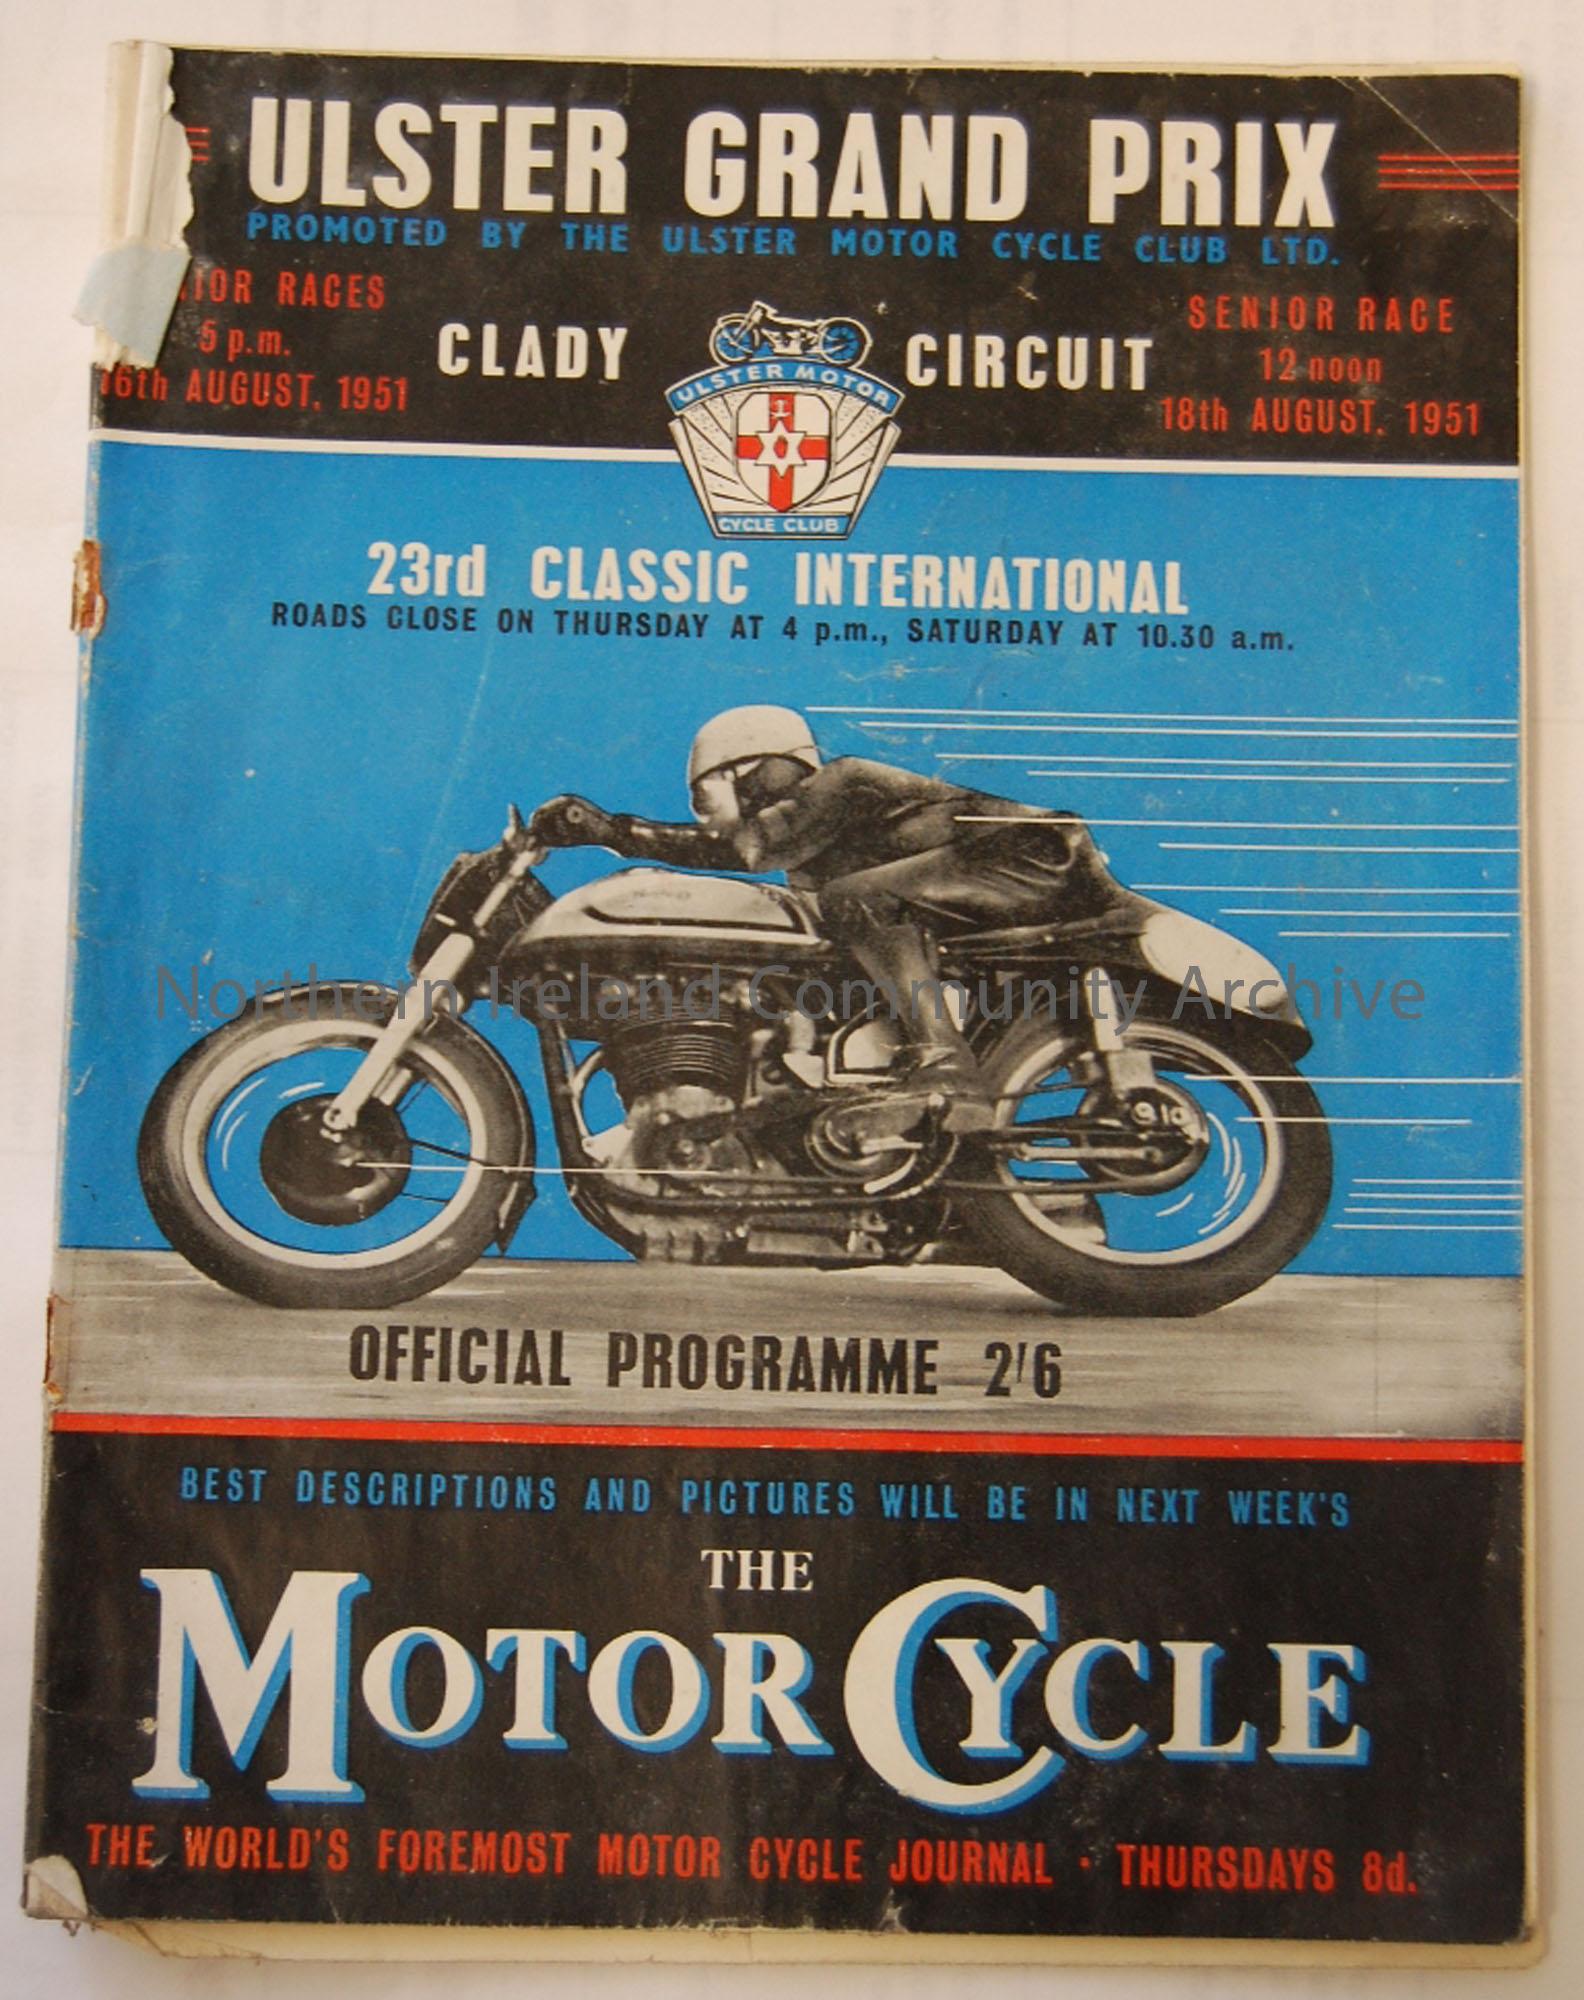 ULSTER GRAND PRIX
PROMOTED BY THE ULSTER MOTOR CYCLE CLUB LTD.
RACES
5 p.m.
16th AUGUST, 1951
CLADY CIRCUIT
SENIOR RACE
12 noon
18th AUGUST. 1951
ULSTER MOTOR
CYCLE CLUB
23rd CLASSIC INTERNATIONAL
ROADS CLOSE ON THURSDAY AT 4 p.m., SATURDAY AT 10.30 a.m.
Northern Ireland Community Archive
OFFICIAL PROGRAMME 2'6
BEST DESCRIPTIONS AND PICTURES WILL BE IN NEXT WEEK'S
THE
MOTOR CYCLE
THE WORLD'S FOREMOST MOTOR CYCLE JOURNAL · THURSDAYS 8d.